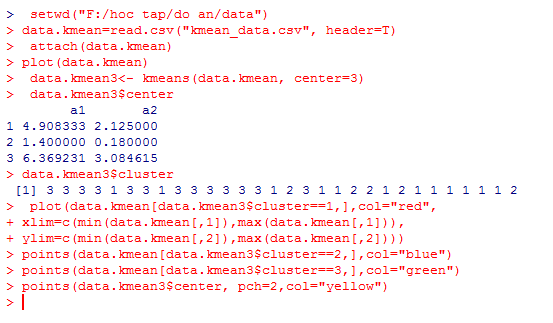 >  setwd("F:/hoc tap/do an/data")
> data.kmean=read.csv("kmean_data.csv", header=T)
>  attach(data.kmean)
> plot(data.kmean)
>  data.kmean3<- kmeans(data.kmean, center=3)
>  data.kmean3$center
        a1       a2
1 4.908333 2.125000
2 1.400000 0.180000
3 6.369231 3.084615
> data.kmean3$cluster
 [1] 3 3 3 3 1 3 3 1 3 3 3 3 3 3 1 2 3 1 1 2 2 1 2 1 1 1 1 1 1 2
>  plot(data.kmean[data.kmean3$cluster==1,],col="red",
+ xlim=c(min(data.kmean[,1]),max(data.kmean[,1])),
+ ylim=c(min(data.kmean[,2]),max(data.kmean[,2])))
> points(data.kmean[data.kmean3$cluster==2,],col="blue")
> points(data.kmean[data.kmean3$cluster==3,],col="green")
> points(data.kmean3$center, pch=2,col="yellow")
>